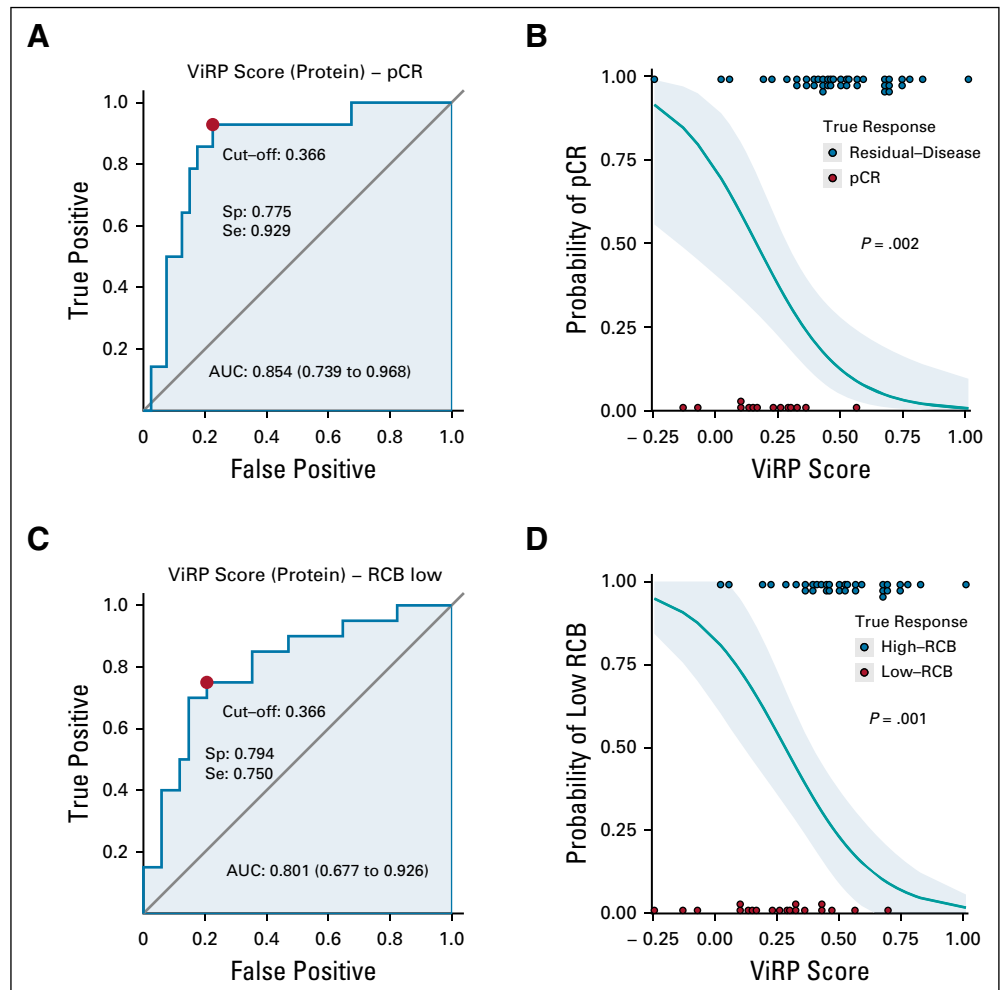 A
ViRP Score (Protein) – pCR
True Positive
1.0
0.8
0.6
0.4
0.2
Cut–off: 0.366
Sp: 0.775
Se: 0.929
AUC: 0.854 (0.739 to 0.968)
0 0.2 0.4 0.6 0.8 1.0
False Positive
B
Probability of pCR
1.00
0.75
0.50
0.25
0.00
True Response
Residual–Disease
pCR
P = .002
– 0.25 0.00 0.25 0.50 0.75 1.00
ViRP Score
C
ViRP Score (Protein) – RCB low
True Positive
1.0
0.8
0.6
0.4
0.2
Cut–off: 0.366
Sp: 0.794
Se: 0.750
AUC: 0.801 (0.677 to 0.926)
0 0.2 0.4 0.6 0.8 1.0
False Positive
D
Probability of Low RCB
1.00
0.75
0.50
0.25
0.00
True Response
High–RCB
Low–RCB
P = .001
– 0.25 0.00 0.25 0.50 0.75 1.00
ViRP Score